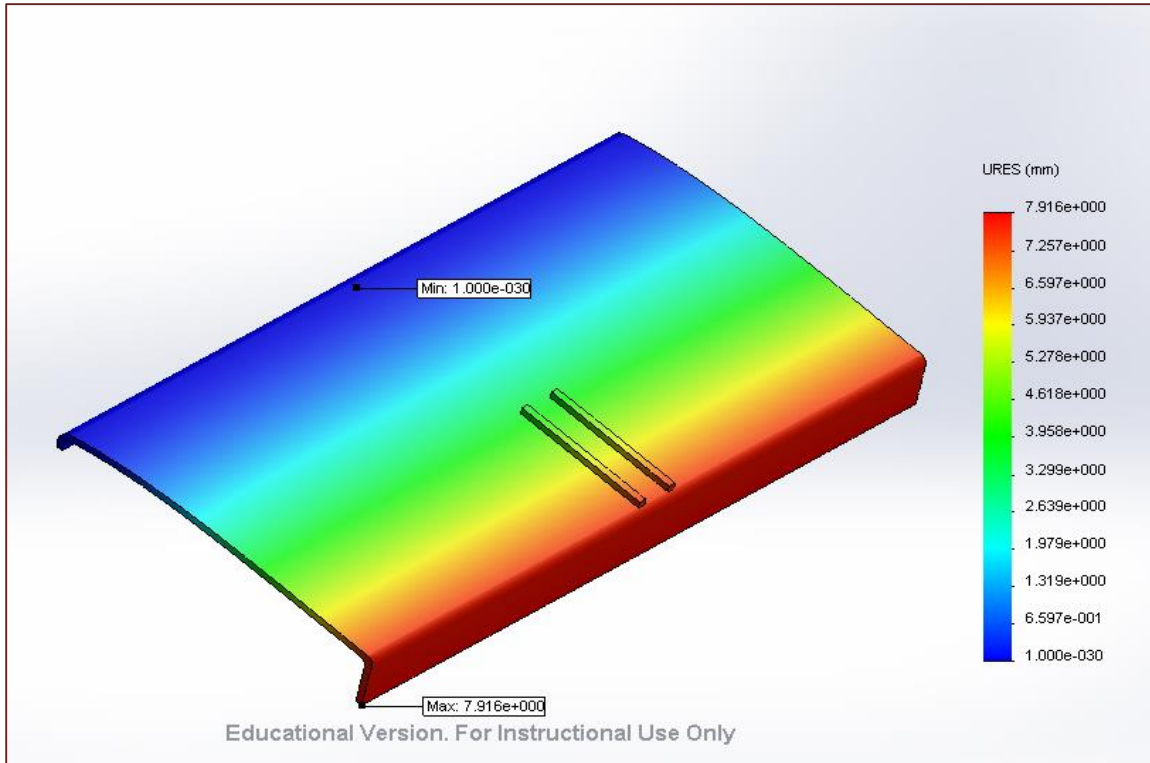 URES (mm)
7.916e+000
7.257e+000
6.597e+000
5.937e+000
5.278e+000
4.618e+000
3.958e+000
3.299e+000
2.639e+000
1.979e+000
1.319e+000
6.597e-001
1.000e-030
Min: 1.000e-030
Max: 7.916e+000
Educational Version. For Instructional Use Only